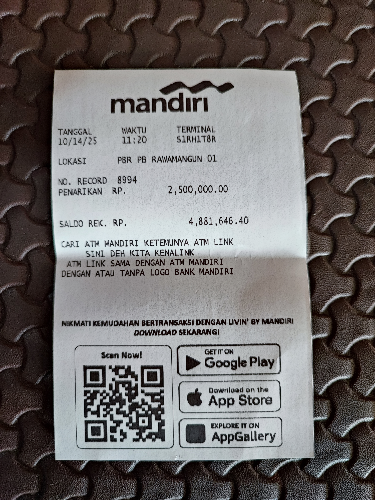 mandiri
TANGGAL WAKTU TERMINAL
10/14/25 11:20 S1RH1T8R
LOKASI PBR PB RAWAMANGUN 01
NO. RECORD 8994
PENARIKAN RP. 2,500,000.00
SALDO REK. RP. 4,881,646.40
CARI ATM MANDIRI KETEMUNYA ATM LINK
SINI DEH KITA KENALINK
ATM LINK SAMA DENGAN ATM MANDIRI
DENGAN ATAU TANPA LOGO BANK MANDIRI
NIKMATI KEMUDAHAN BERTRANSAKSI DENGAN LIVIN' BY MANDIRI
DOWNLOAD SEKARANG!
Scan Now!
GET IT ON
Google Play
Download on the
App Store
EXPLORE IT ON
AppGallery